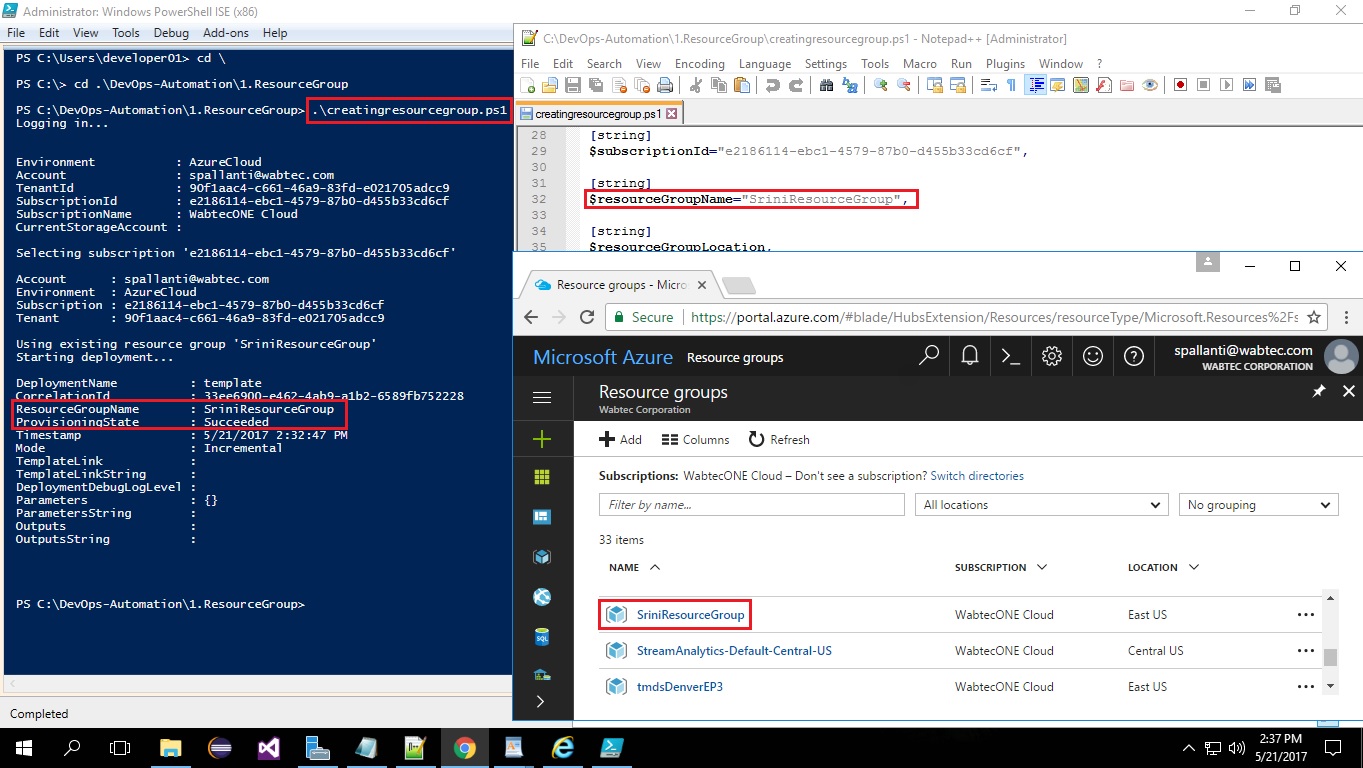 Administrator: Windows PowerShell ISE (x86)
File Edit View Tools Debug Add-ons Help
PS C:\Users\developer01> cd \
PS C:\> cd .\DevOps-Automation\1.ResourceGroup
PS C:\DevOps-Automation\1.ResourceGroup> .\creatingresourcegroup.ps1
Logging in...
Environment : AzureCloud
Account : spallanti@wabtec.com
TenantId : 90f1aac4-c661-46a9-83fd-e021705adcc9
SubscriptionId : e2186114-ebc1-4579-87b0-d455b33cd6cf
SubscriptionName : WabtecONE Cloud
CurrentStorageAccount :
Selecting subscription 'e2186114-ebc1-4579-87b0-d455b33cd6cf'
Account : spallanti@wabtec.com
Environment : AzureCloud
Subscription : e2186114-ebc1-4579-87b0-d455b33cd6cf
Tenant : 90f1aac4-c661-46a9-83fd-e021705adcc9
Using existing resource group 'SriniResourceGroup'
Starting deployment...
DeploymentName : template
CorrelationId : 33ee6900-e462-4ab9-a1b2-6589fb752228
ResourceGroupName : SriniResourceGroup
ProvisioningState : Succeeded
Timestamp : 5/21/2017 2:32:47 PM
Mode : Incremental
TemplateLink :
TemplateLinkString :
DeploymentDebugLogLevel :
Parameters : {}
ParametersString :
Outputs :
OutputsString :
PS C:\DevOps-Automation\1.ResourceGroup>
Completed
C:\DevOps-Automation\1.ResourceGroup\creatingresourcegroup.ps1 - Notepad++ [Administrator]
File Edit Search View Encoding Language Settings Tools Macro Run Plugins Window ?
creatingresourcegroup.ps1
28 [string]
29 $subscriptionId="e2186114-ebc1-4579-87b0-d455b33cd6cf",
30
31 [string]
32 $resourceGroupName="SriniResourceGroup",
33
34 [string]
35 $resourceGroupLocation,
Resource groups - Micro
Secure https://portal.azure.com/#blade/HubsExtension/Resources/resourceType/Microsoft.Resources%2Fs
Microsoft Azure Resource groups
spallanti@wabtec.com
WABTEC CORPORATION
Resource groups
Wabtec Corporation
Add Columns Refresh
Subscriptions: WabtecONE Cloud – Don't see a subscription? Switch directories
Filter by name... All locations No grouping
33 items
NAME SUBSCRIPTION LOCATION
SriniResourceGroup WabtecONE Cloud East US
StreamAnalytics-Default-Central-US WabtecONE Cloud Central US
tmdsDenverEP3 WabtecONE Cloud East US
SQL
2:37 PM
5/21/2017